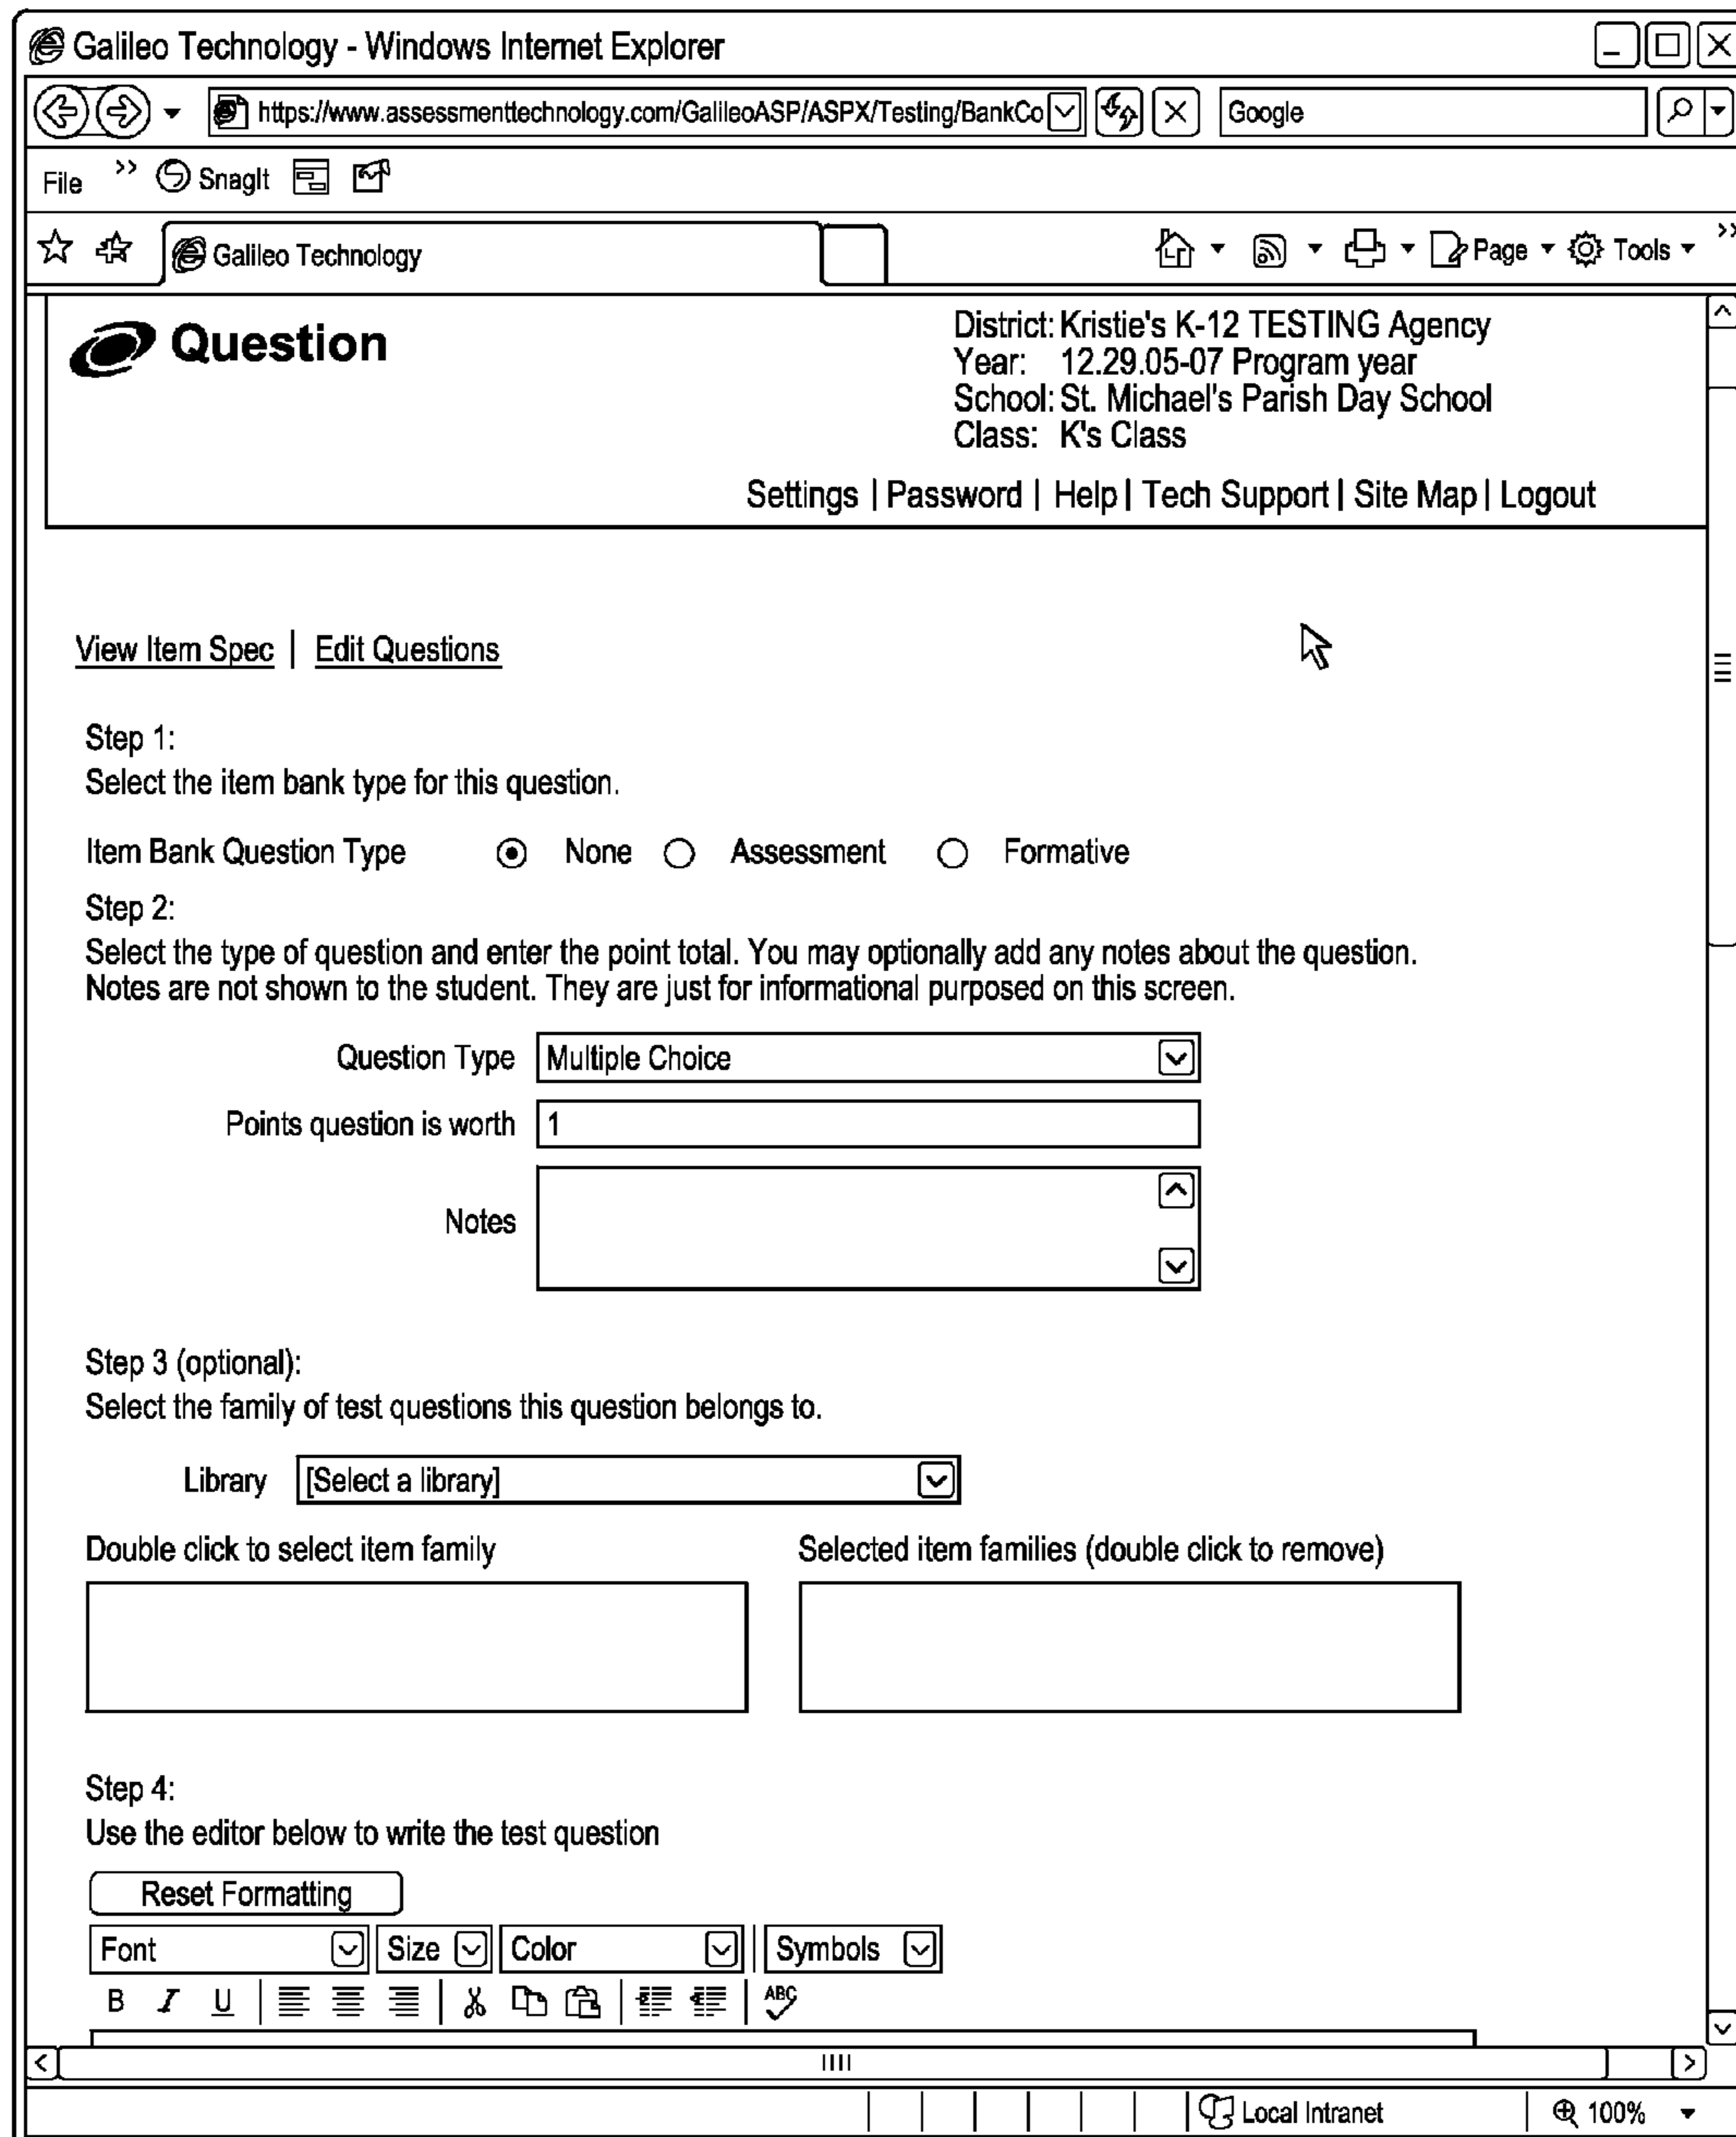 Galileo Technology - Windows Internet Explorer
https://www.assessmenttechnology.com/GalileoASP/ASPX/Testing/BankCo
Google
File >> SnagIt
Galileo Technology
Page Tools >>
Question
District: Kristie's K-12 TESTING Agency
Year: 12.29.05-07 Program year
School: St. Michael's Parish Day School
Class: K's Class
Settings | Password | Help | Tech Support | Site Map | Logout
View Item Spec | Edit Questions
Step 1:
Select the item bank type for this question.
Item Bank Question Type None Assessment Formative
Step 2:
Select the type of question and enter the point total. You may optionally add any notes about the question.
Notes are not shown to the student. They are just for informational purposed on this screen.
Question Type Multiple Choice
Points question is worth 1
Notes
Step 3 (optional):
Select the family of test questions this question belongs to.
Library [Select a library]
Double click to select item family Selected item families (double click to remove)
Step 4:
Use the editor below to write the test question
Reset Formatting
Font Size Color Symbols
B I U ABC
Local Intranet 100%